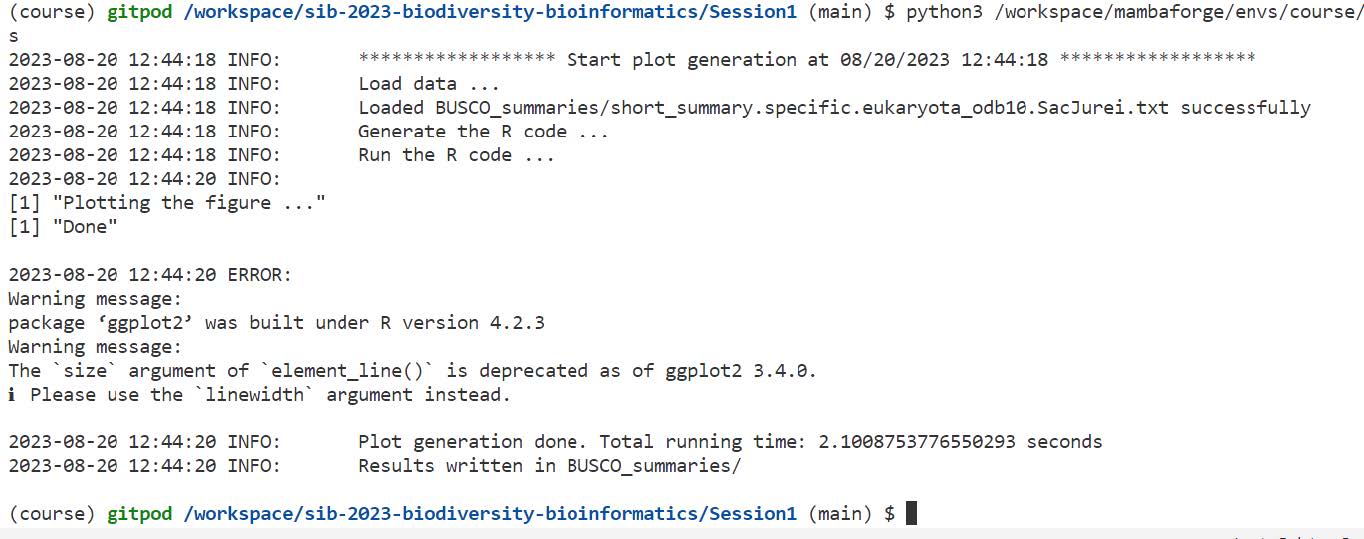 (course) gitpod /workspace/sib-2023-biodiversity-bioinformatics/Session1 (main) $ python3 /workspace/mambaforge/envs/course/
s
2023-08-20 12:44:18 INFO: ****************** Start plot generation at 08/20/2023 12:44:18 ******************
2023-08-20 12:44:18 INFO: Load data ...
2023-08-20 12:44:18 INFO: Loaded BUSCO_summaries/short_summary.specific.eukaryota_odb10.SacJurei.txt successfully
2023-08-20 12:44:18 INFO: Generate the R code ...
2023-08-20 12:44:18 INFO: Run the R code ...
2023-08-20 12:44:20 INFO:
[1] "Plotting the figure ..."
[1] "Done"
2023-08-20 12:44:20 ERROR:
Warning message:
package ‘ggplot2’ was built under R version 4.2.3
Warning message:
The `size` argument of `element_line()` is deprecated as of ggplot2 3.4.0.
ℹ Please use the `linewidth` argument instead.
2023-08-20 12:44:20 INFO: Plot generation done. Total running time: 2.1008753776550293 seconds
2023-08-20 12:44:20 INFO: Results written in BUSCO_summaries/
(course) gitpod /workspace/sib-2023-biodiversity-bioinformatics/Session1 (main) $